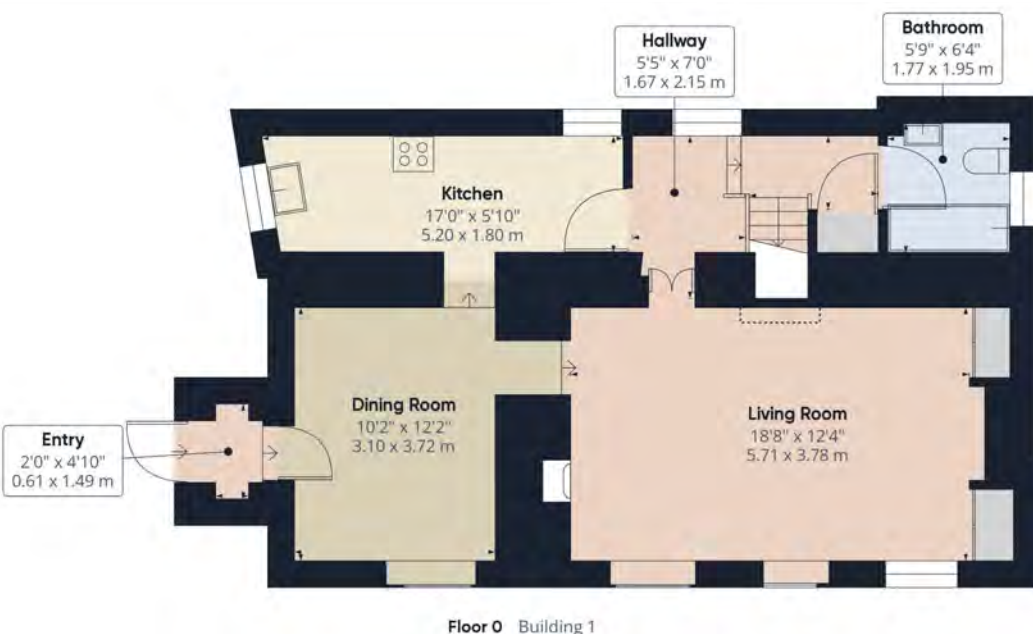 Hallway
5'5" x 7'0"
1.67 x 2.15 m
Bathroom
5'9" x 6'4"
1.77 x 1.95 m
Kitchen
17'0" x 5'10"
5.20 x 1.80 m
Dining Room
10'2" x 12'2"
3.10 x 3.72 m
Living Room
18'8" x 12'4"
5.71 x 3.78 m
Entry
2'0" x 4'10"
0.61 x 1.49 m
Floor 0 Building 1